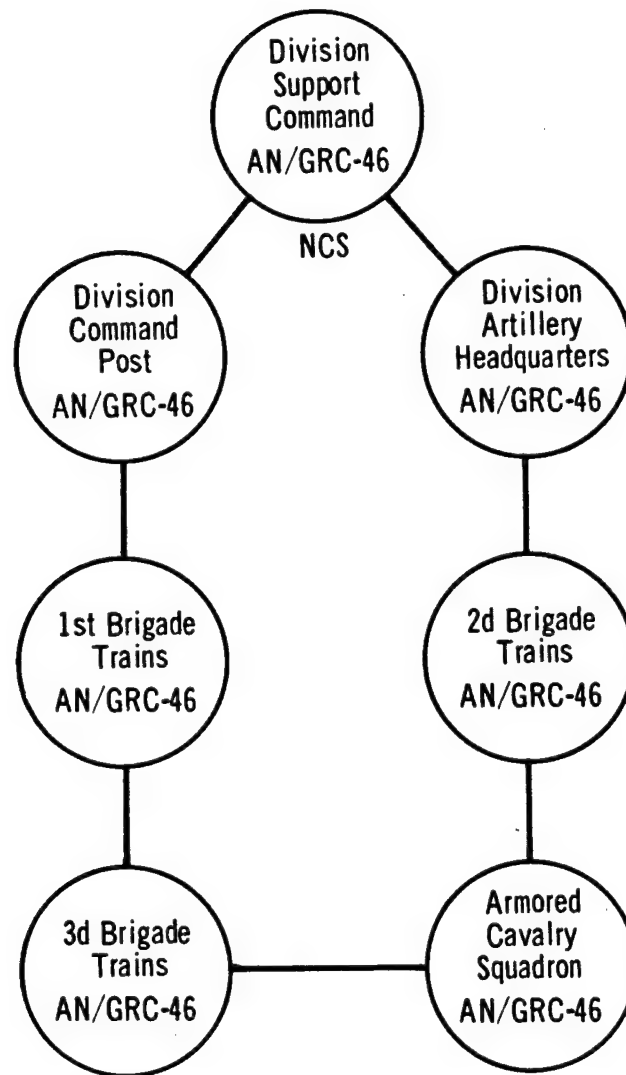 Division
Support
Command
AN/GRC-46
NCS
Division
Command
Post
AN/GRC-46
Division
Artillery
Headquarters
AN/GRC-46
1st Brigade
Trains
AN/GRC-46
2d Brigade
Trains
AN/GRC-46
3d Brigade
Trains
AN/GRC-46
Armored
Cavalry
Squadron
AN/GRC-46